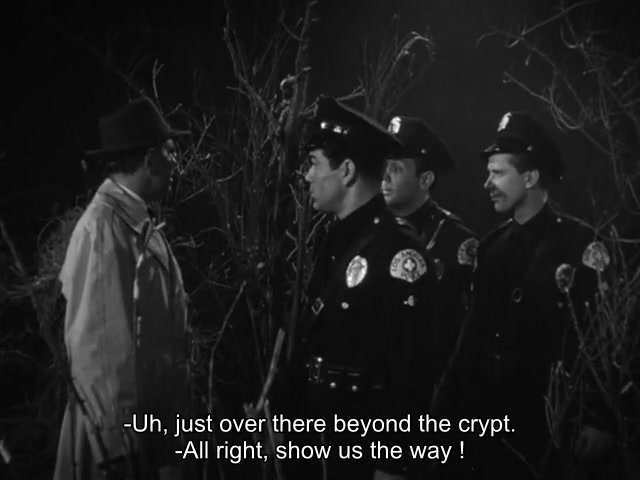 -Uh, just over there beyond the crypt.
-All right, show us the way !